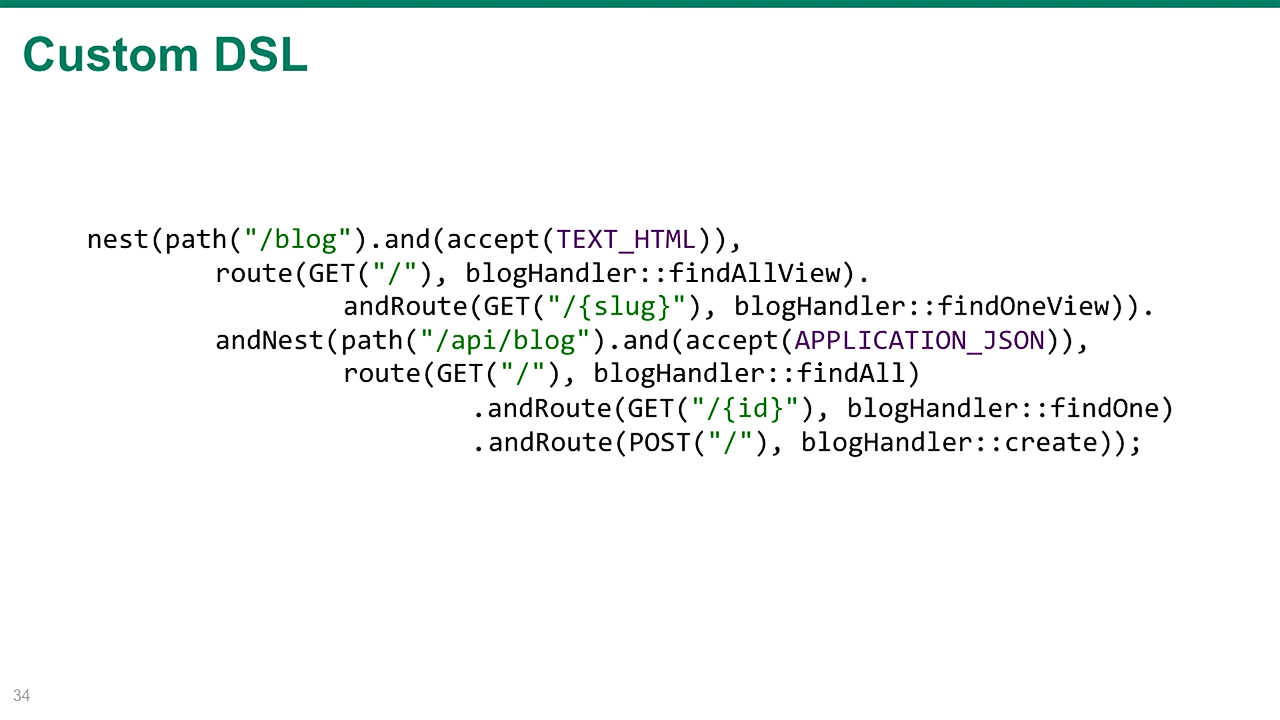 Custom DSL
nest(path("/blog").and(accept(TEXT_HTML)),
route(GET("/"), blogHandler::findAllView).
andRoute(GET("/{slug}"), blogHandler::findOneView)).
andNest(path("/api/blog").and(accept(APPLICATION_JSON)),
route(GET("/"), blogHandler::findAll)
.andRoute(GET("/{id}"), blogHandler::findOne)
.andRoute(POST("/"), blogHandler::create));
34